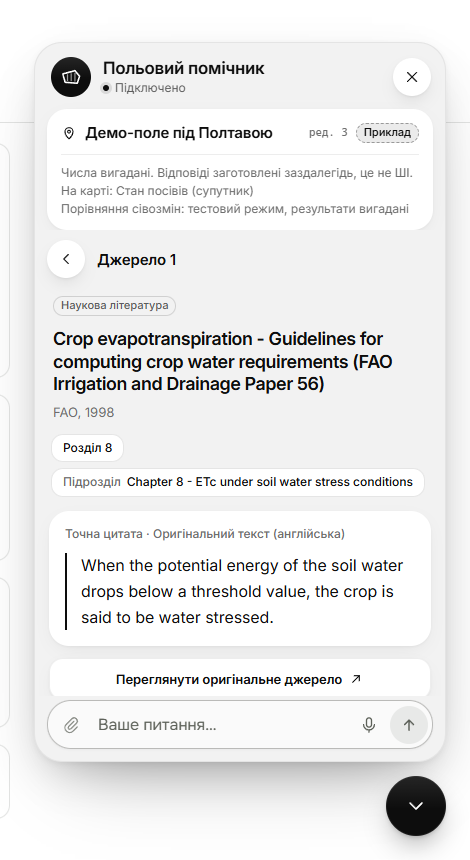 Польовий помічник
Підключено
Демо-поле під Полтавою
ред. 3
Приклад
Числа вигадані. Відповіді заготовлені заздалегідь, це не ШІ.
На карті: Стан посівів (супутник)
Порівняння сівозмін: тестовий режим, результати вигадані
Джерело 1
Наукова література
Crop evapotranspiration - Guidelines for
computing crop water requirements (FAO
Irrigation and Drainage Paper 56)
FAO, 1998
Розділ 8
Підрозділ Chapter 8 - ETc under soil water stress conditions
Точна цитата · Оригінальний текст (англійська)
When the potential energy of the soil water
drops below a threshold value, the crop is
said to be water stressed.
Переглянути оригінальне джерело
Ваше питання...